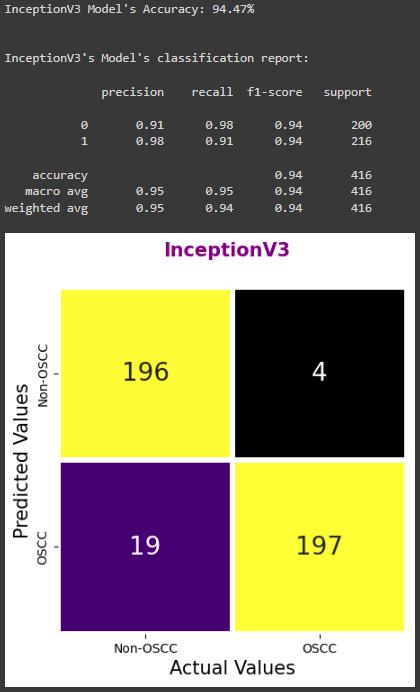 InceptionV3 Model's Accuracy: 94.47%
InceptionV3's Model's classification report:
precision recall f1-score support
0 0.91 0.98 0.94 200
1 0.98 0.91 0.94 216
accuracy 0.94 416
macro avg 0.95 0.95 0.94 416
weighted avg 0.95 0.94 0.94 416
InceptionV3
Predicted Values
Non-OSCC 196 4
OSCC 19 197
Non-OSCC OSCC
Actual Values